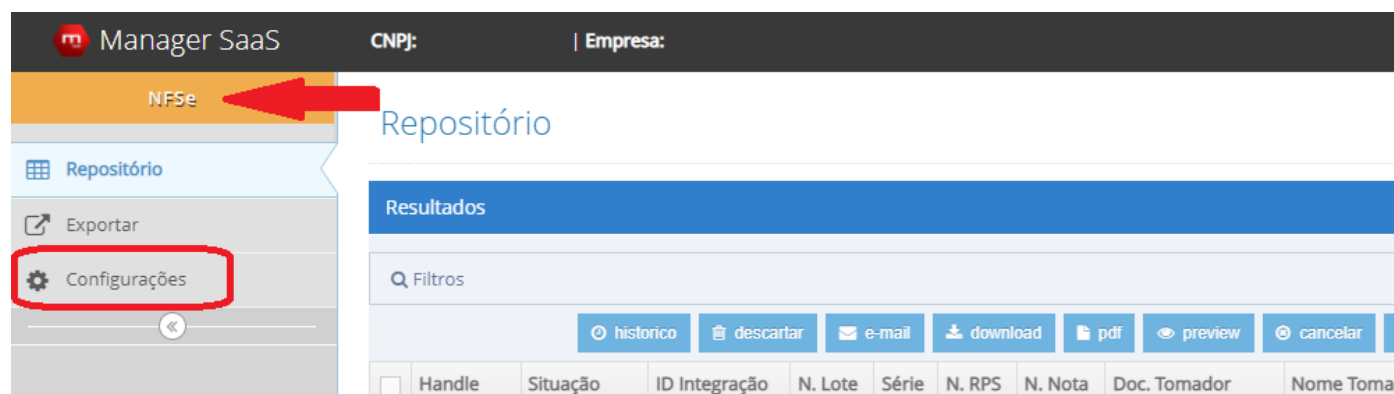 Manager SaaS CNPJ: | Empresa:
NFSe
Repositório
Repositório
Resultados
Exportar
Configurações
Filtros
historico descartar e-mail download pdf preview cancelar
Handle Situação ID Integração N. Lote Série N. RPS N. Nota Doc. Tomador Nome Toma